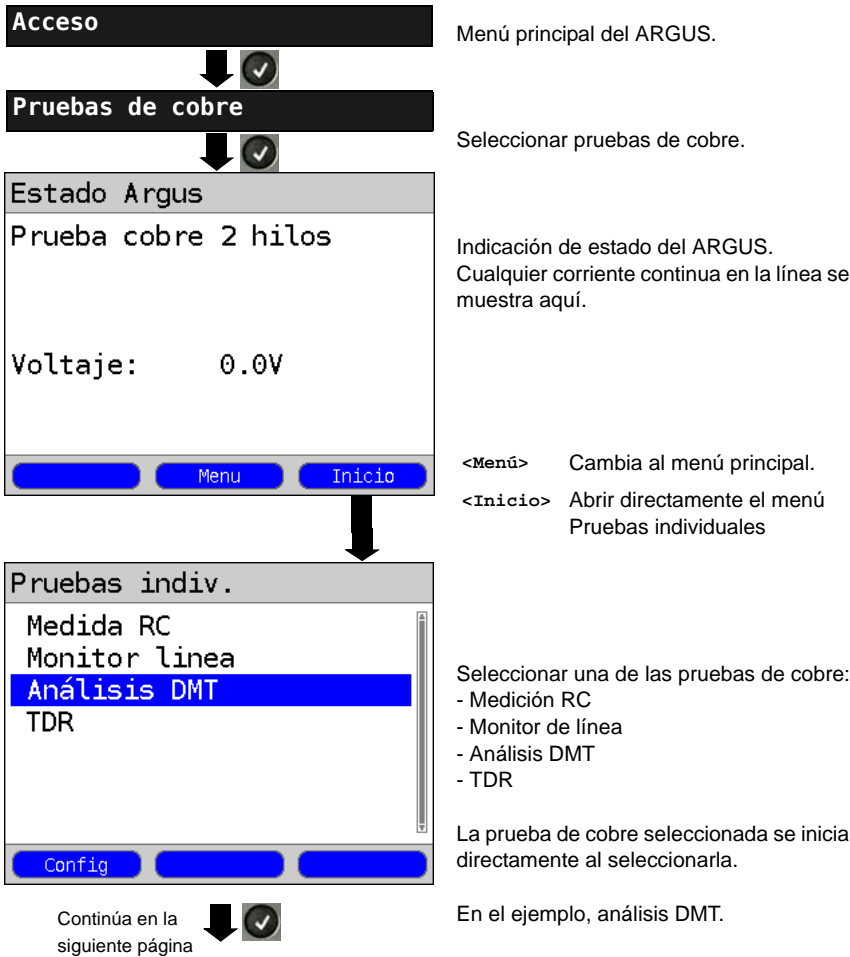 Acceso
Menú principal del ARGUS.
Pruebas de cobre
Seleccionar pruebas de cobre.
Estado Argus
Prueba cobre 2 hilos
Voltaje: 0.0V
Menu Inicio
Indicación de estado del ARGUS.
Cualquier corriente continua en la línea se
muestra aquí.
<Menú> Cambia al menú principal.
<Inicio> Abrir directamente el menú
Pruebas individuales
Pruebas indiv.
Medida RC
Monitor linea
Análisis DMT
TDR
Config
Seleccionar una de las pruebas de cobre:
- Medición RC
- Monitor de línea
- Análisis DMT
- TDR
La prueba de cobre seleccionada se inicia
directamente al seleccionarla.
En el ejemplo, análisis DMT.
Continúa en la
siguiente página